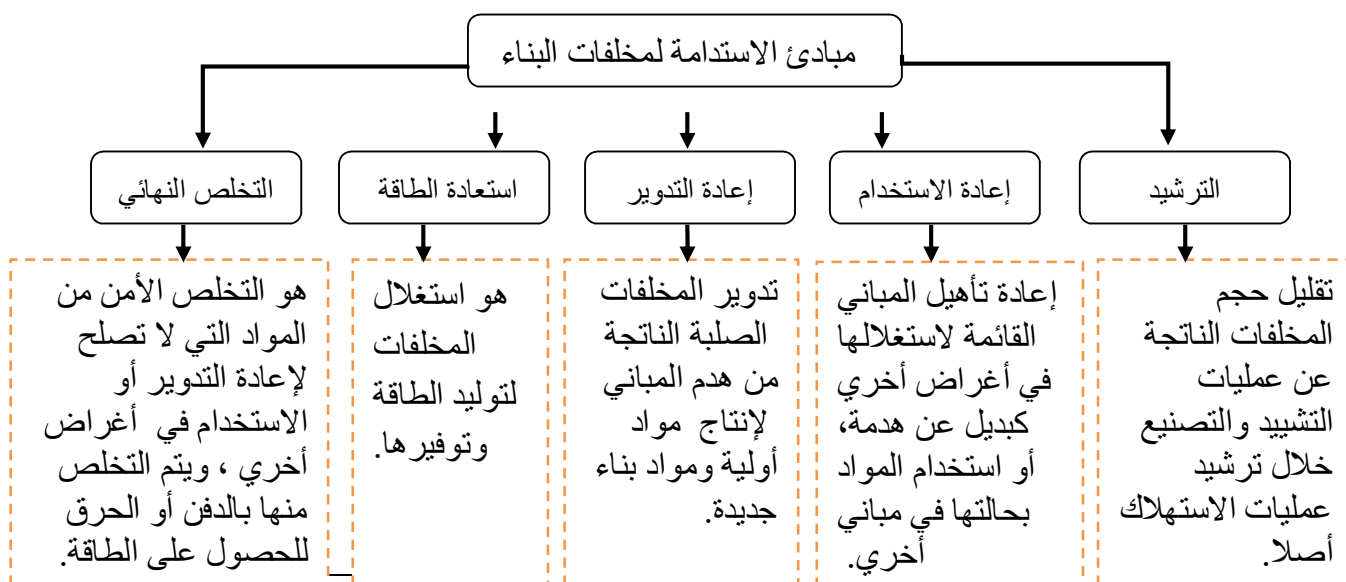 مبادئ الاستدامة لمخلفات البناء
الترشيد
إعادة الاستخدام
إعادة التدوير
استعادة الطاقة
التخلص النهائي
تقليل حجم
المخلفات الناتجة
عن عمليات
التشييد والتصنيع
خلال ترشيد
عمليات الاستهلاك
أصلا.
إعادة تأهيل المباني
القائمة لاستغلالها
في أغراض أخري
كبديل عن هدمة،
أو استخدام المواد
بحالتها في مباني
أخري.
تدوير المخلفات
الصلبة الناتجة
من هدم المباني
لإنتاج مواد
أولية ومواد بناء
جديدة.
هو استغلال
المخلفات
لتوليد الطاقة
وتوفيرها.
هو التخلص الأمن من
المواد التي لا تصلح
لإعادة التدوير أو
الاستخدام في أغراض
أخري ، ويتم التخلص
منها بالدفن أو الحرق
للحصول على الطاقة.